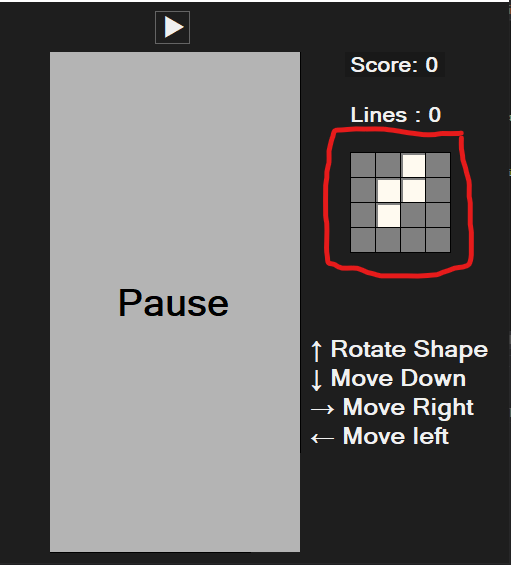 Score: 0
Lines : 0
Pause
↑ Rotate Shape
↓ Move Down
→ Move Right
← Move left